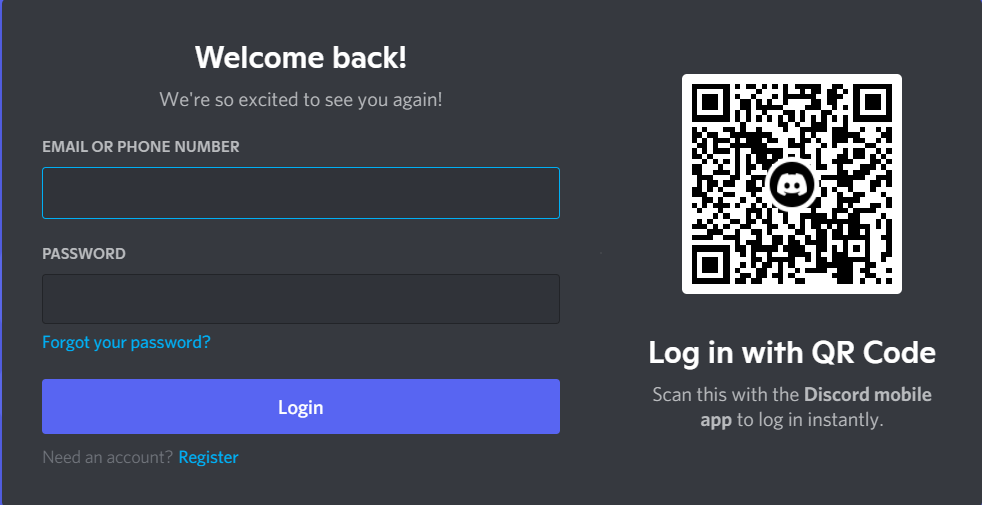 Welcome back!
We're so excited to see you again!
EMAIL OR PHONE NUMBER
PASSWORD
Forgot your password?
Login
Need an account? Register
Log in with QR Code
Scan this with the Discord mobile
app to log in instantly.